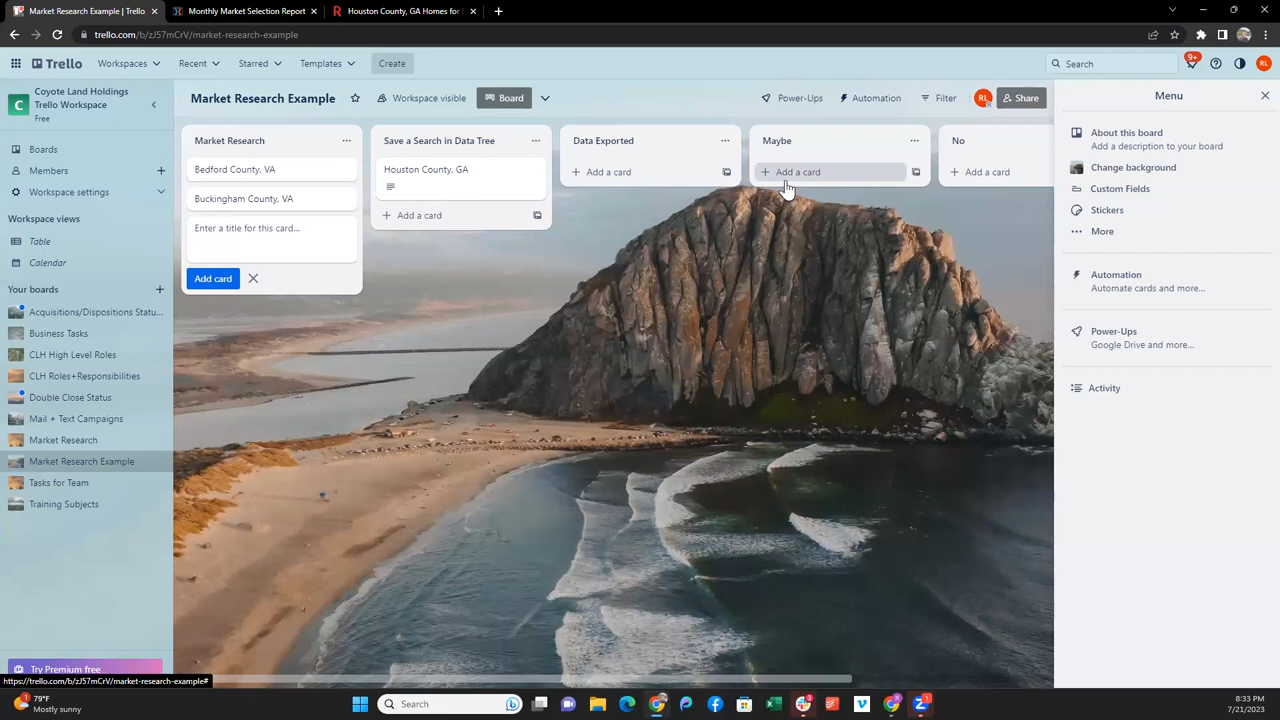 Market Research Example | Trello
Monthly Market Selection Report
Houston County, GA Homes for S
trello.com/b/zJ57mCrV/market-research-example
Trello
Workspaces
Recent
Starred
Templates
Create
Search
9+
RL
Coyote Land Holdings
Trello Workspace
Free
Boards
Members
Workspace settings
Workspace views
Table
Calendar
Your boards
Acquisitions/Dispositions Statu...
Business Tasks
CLH High Level Roles
CLH Roles+Responsibilities
Double Close Status
Mail + Text Campaigns
Market Research
Market Research Example
Tasks for Team
Training Subjects
Try Premium free
https://trello.com/b/zJ57mCrV/market-research-example#
Market Research Example
Workspace visible
Board
Power-Ups
Automation
Filter
RL
Share
Market Research
Bedford County, VA
Buckingham County, VA
Enter a title for this card...
Add card
Save a Search in Data Tree
Houston County, GA
Add a card
Data Exported
Add a card
Maybe
Add a card
No
Add a card
Menu
About this board
Add a description to your board
Change background
Custom Fields
Stickers
More
Automation
Automate cards and more...
Power-Ups
Google Drive and more...
Activity
79°F
Mostly sunny
Search
8:33 PM
7/21/2023